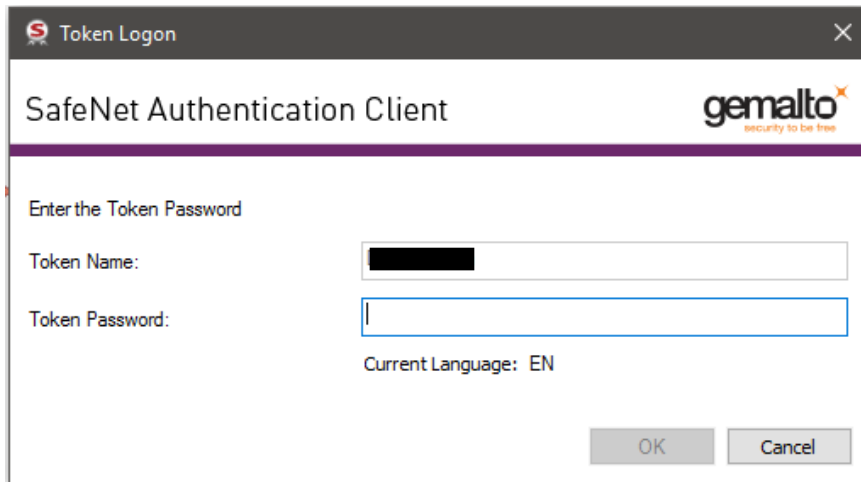 Token Logon
SafeNet Authentication Client
gemalto
security to be free
Enter the Token Password
Token Name:
Token Password:
Current Language: EN
OK
Cancel